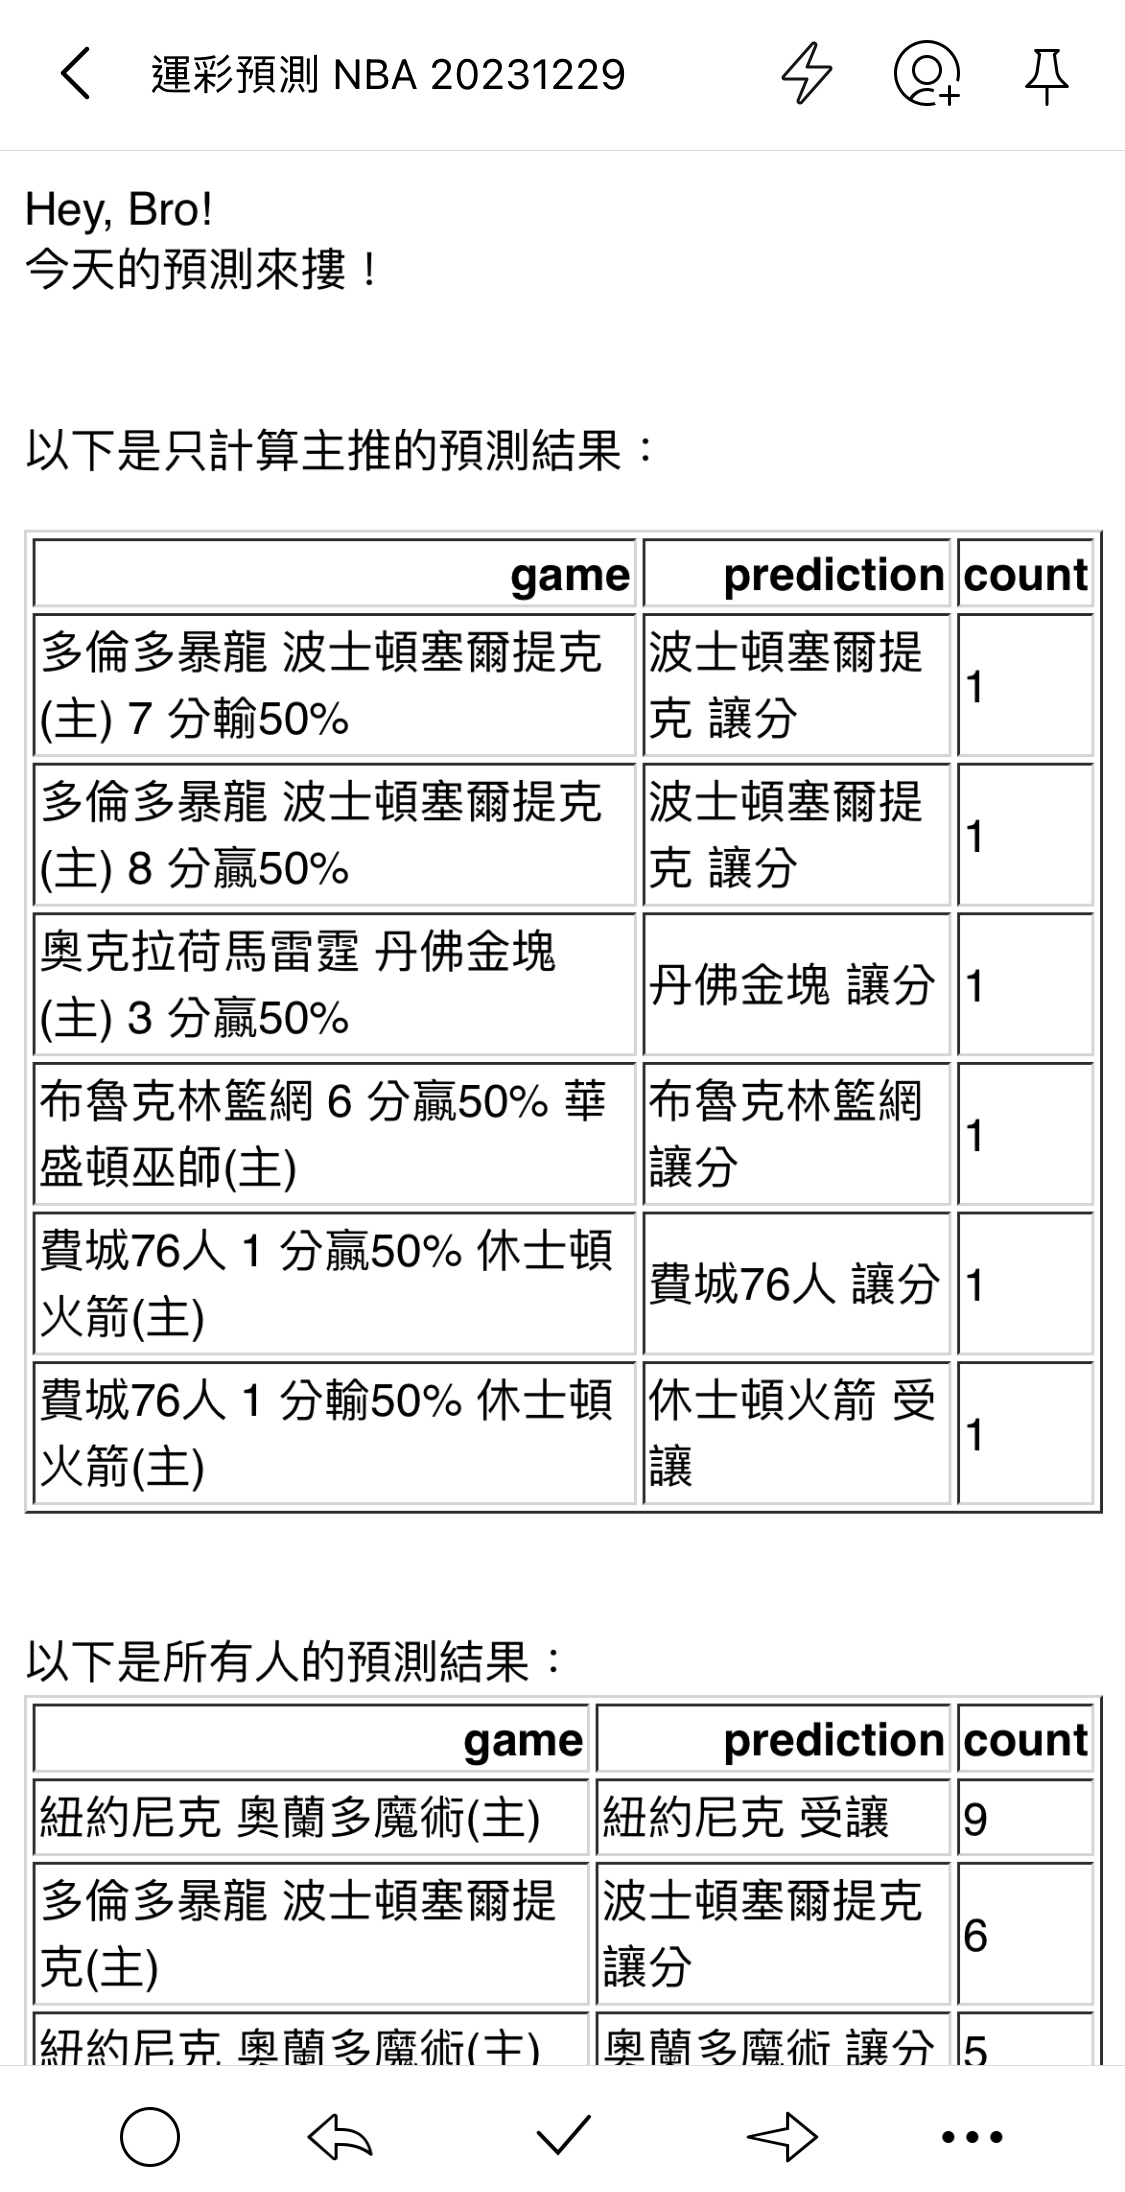 運彩預測 NBA 20231229
Hey, Bro!
今天的預測來摟！
以下是只計算主推的預測結果：
game prediction count
多倫多暴龍 波士頓塞爾提克
(主) 7 分輸50%
波士頓塞爾提
克 讓分
1
多倫多暴龍 波士頓塞爾提克
(主) 8 分贏50%
波士頓塞爾提
克 讓分
1
奧克拉荷馬雷霆 丹佛金塊
(主) 3 分贏50%
丹佛金塊 讓分
1
布魯克林籃網 6 分贏50% 華
盛頓巫師(主)
布魯克林籃網
讓分
1
費城76人 1 分贏50% 休士頓
火箭(主)
費城76人 讓分
1
費城76人 1 分輸50% 休士頓
火箭(主)
休士頓火箭 受
讓
1
以下是所有人的預測結果：
game prediction count
紐約尼克 奧蘭多魔術(主)
紐約尼克 受讓
9
多倫多暴龍 波士頓塞爾提
克(主)
波士頓塞爾提克
讓分
6
紐約尼克 奧蘭多魔術(主)
奧蘭多魔術 讓分
5